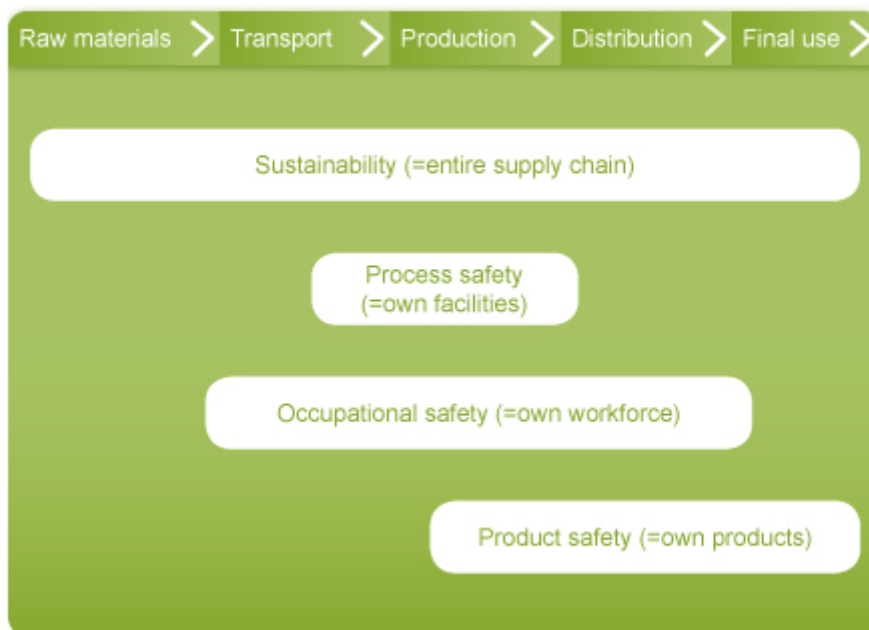 Raw materials Transport Production Distribution Final use
Sustainability (=entire supply chain)
Process safety
(=own facilities)
Occupational safety (=own workforce)
Product safety (=own products)